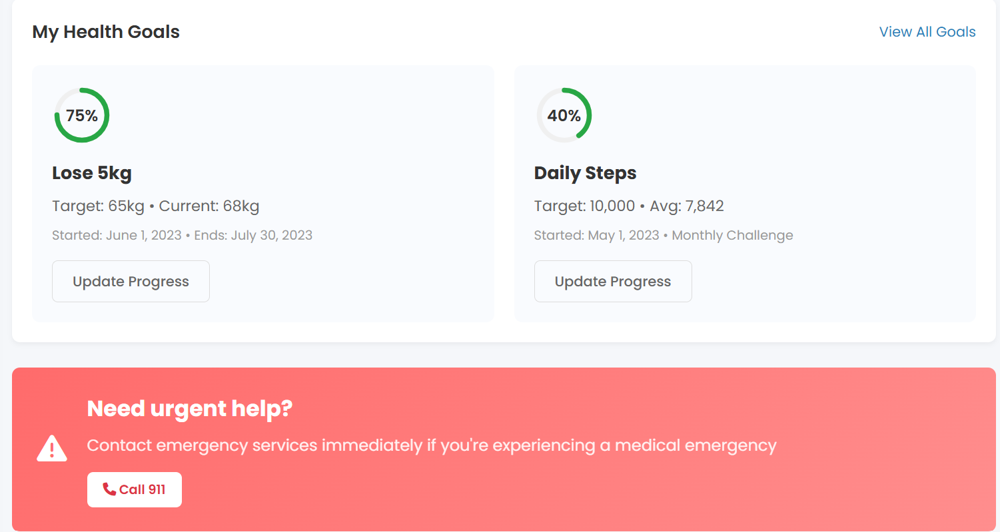 My Health Goals
View All Goals
75%
Lose 5kg
Target: 65kg • Current: 68kg
Started: June 1, 2023 • Ends: July 30, 2023
Update Progress
40%
Daily Steps
Target: 10,000 • Avg: 7,842
Started: May 1, 2023 • Monthly Challenge
Update Progress
Need urgent help?
Contact emergency services immediately if you're experiencing a medical emergency
Call 911